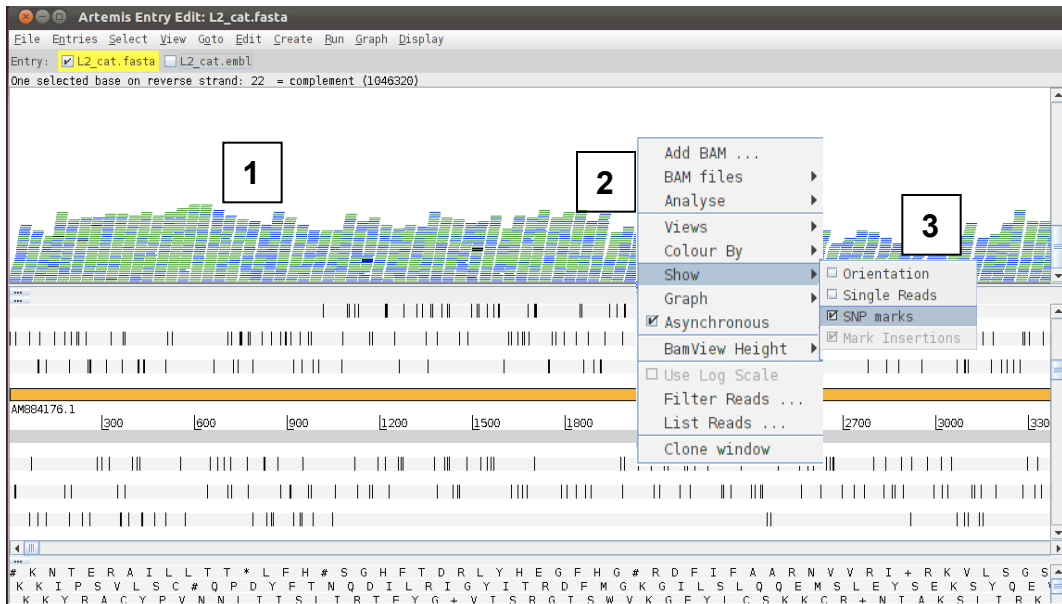 Artemis Entry Edit: L2_cat.fasta
File Entries Select View Goto Edit Create Run Graph Display
Entry: L2_cat.fasta L2_cat.embl
One selected base on reverse strand: 22 = complement (1046320)
1
2
3
Add BAM ...
BAM files
Analyse
Views
Colour By
Show
Graph
Asynchronous
BamView Height
Use Log Scale
Filter Reads ...
List Reads ...
Clone window
Orientation
Single Reads
SNP marks
Mark Insertions
AM884176.1
300 600 900 1200 1500 1800 2700 3000 330
# K N T E R A I L L T T * L F H # S G H F T D R L Y H E G F H G # R D F I F A A R N V V R I + R K V L S G S
K K I P S V L S C # Q P D Y F T N Q D I L R I G Y I T R D F M G K G I L S L Q Q E M S L E Y S E K S Y Q E
K K Y R A C Y P V N N L I I S L I R T F Y G + V I S R G I S W V K G F Y L C S K K C R + N I A K S L I R K